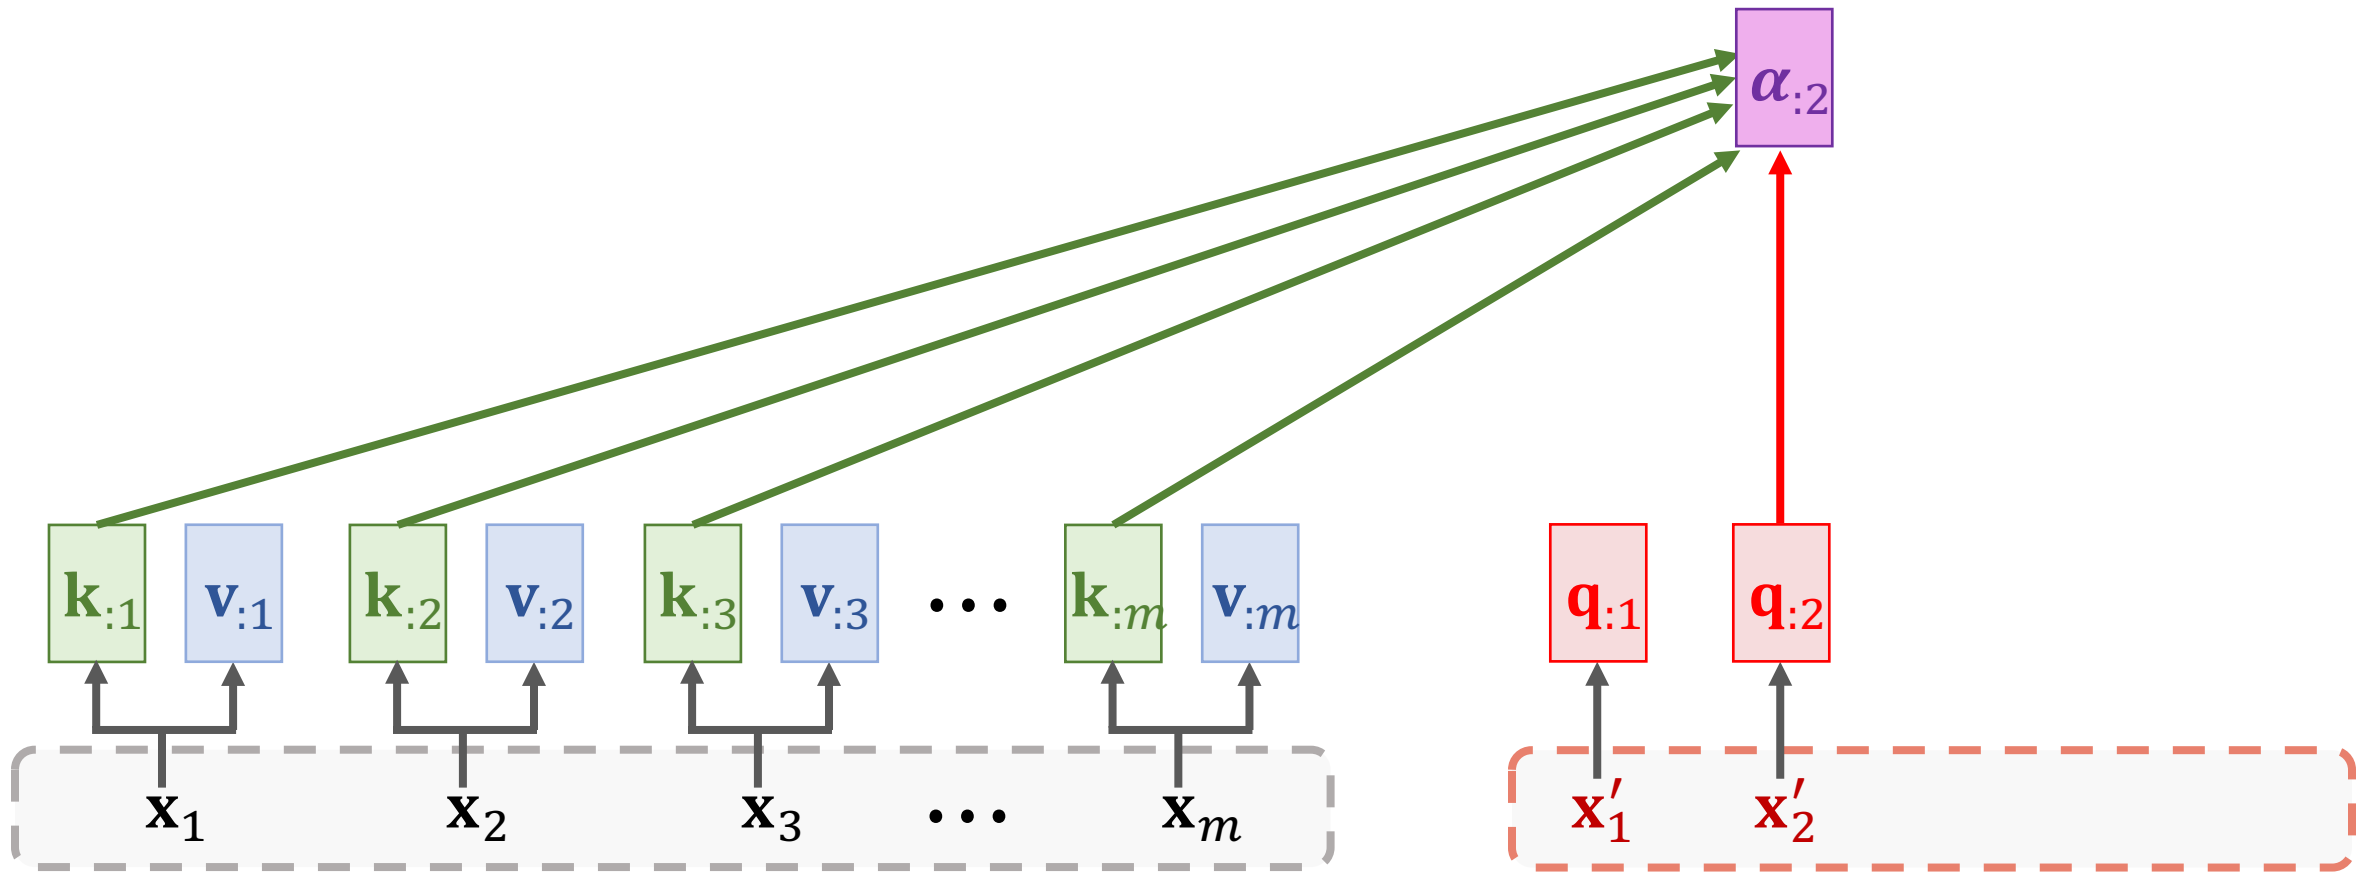 𝜶:2
k:1 v:1 k:2 v:2 k:3 v:3 ⋯ k:m v:m q:1 q:2
x1 x2 x3 ⋯ xm x′1 x′2